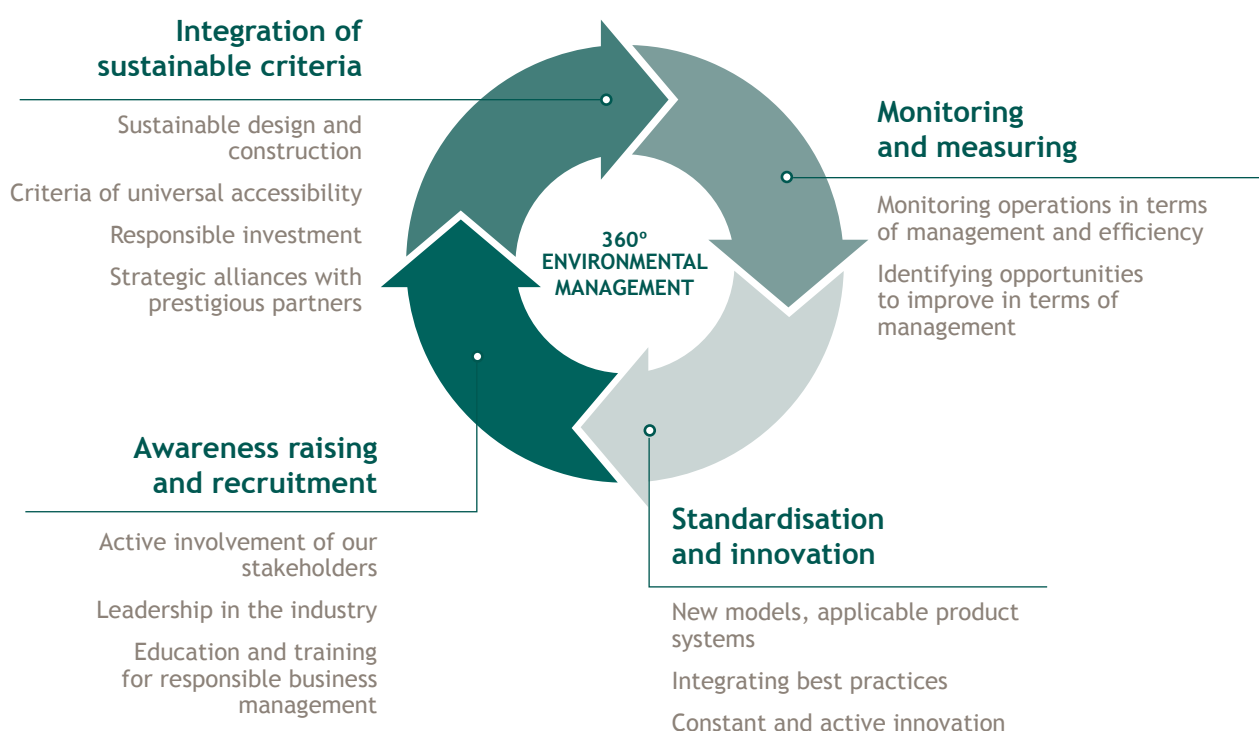 Integration of
sustainable criteria
Sustainable design and
construction
Criteria of universal accessibility
Responsible investment
Strategic alliances with
prestigious partners
Monitoring
and measuring
Monitoring operations in terms
of management and efficiency
Identifying opportunities
to improve in terms of
management
360º
ENVIRONMENTAL
MANAGEMENT
Awareness raising
and recruitment
Active involvement of our
stakeholders
Leadership in the industry
Education and training
for responsible business
management
Standardisation
and innovation
New models, applicable product
systems
Integrating best practices
Constant and active innovation